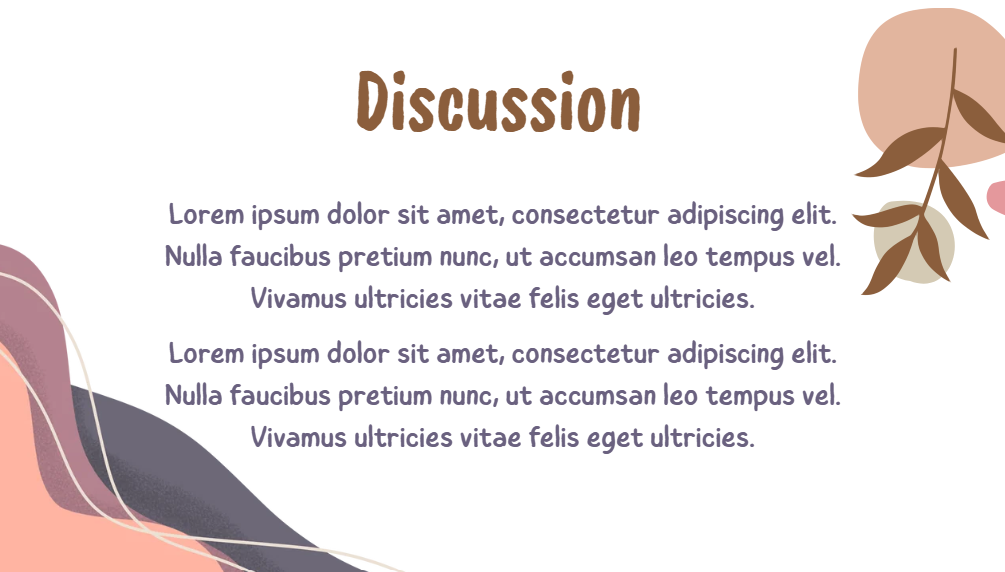 Discussion
Lorem ipsum dolor sit amet, consectetur adipiscing elit.
Nulla faucibus pretium nunc, ut accumsan leo tempus vel.
Vivamus ultricies vitae felis eget ultricies.
Lorem ipsum dolor sit amet, consectetur adipiscing elit.
Nulla faucibus pretium nunc, ut accumsan leo tempus vel.
Vivamus ultricies vitae felis eget ultricies.